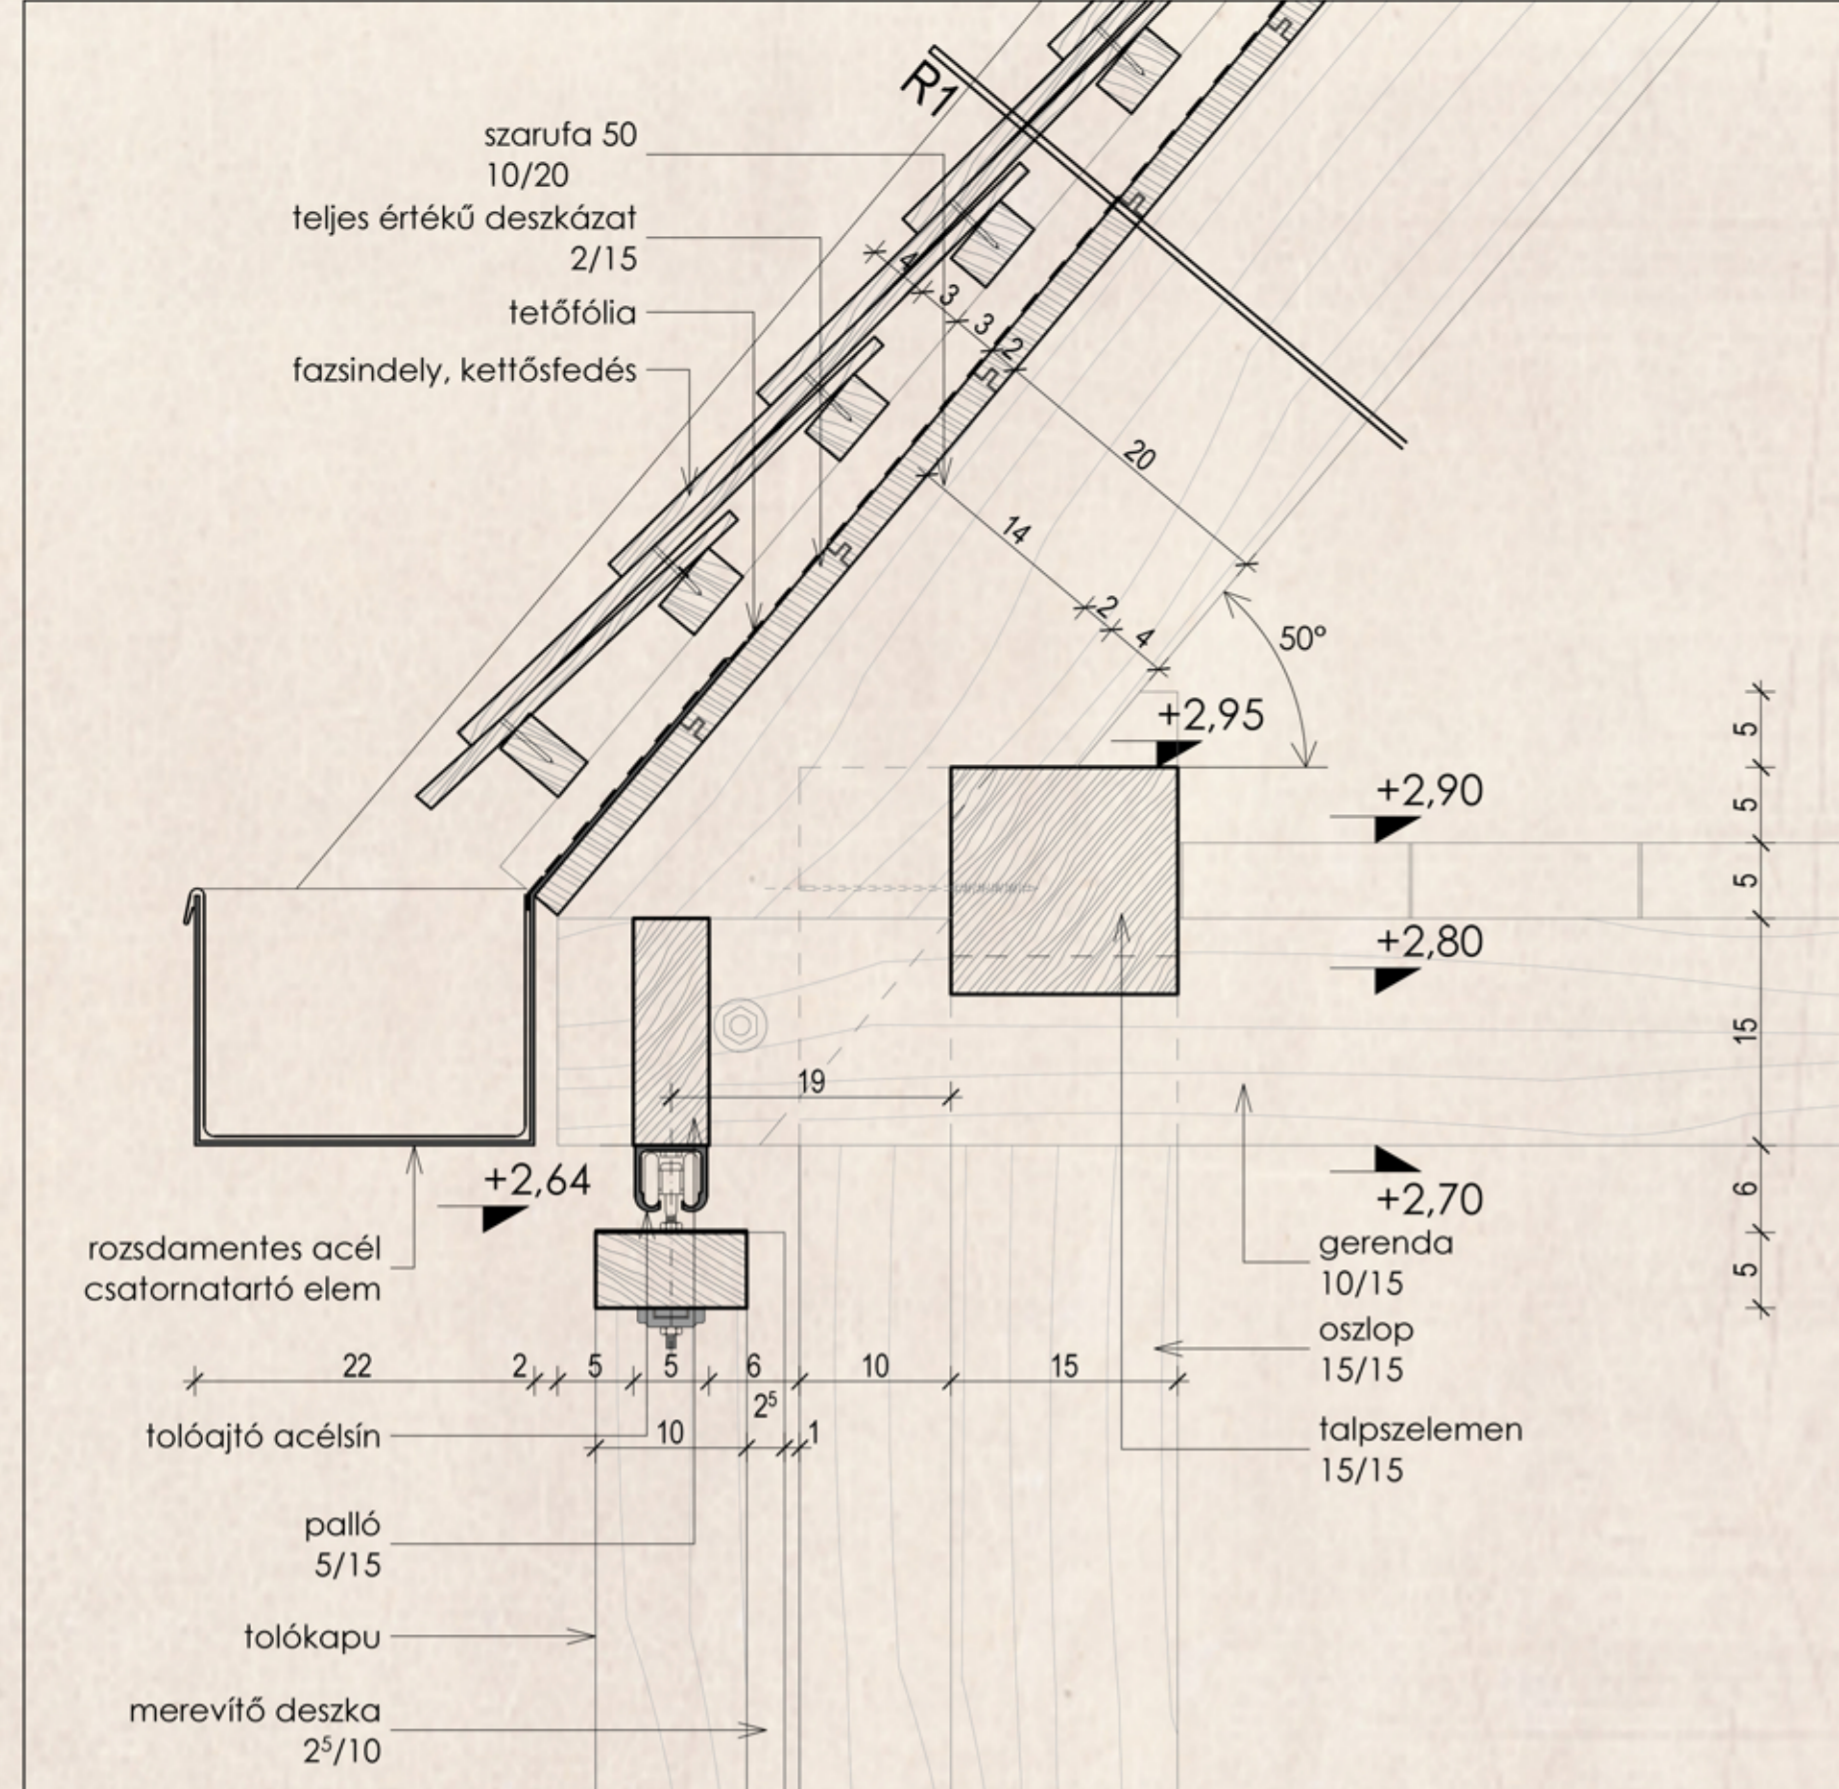 R1
szarufa 50
10/20
teljes értékű deszkázat
2/15
tetőfólia
fazsindely, kettősfedés
4
3
3
2
20
14
2
4
50°
+2,95
+2,90
+2,80
+2,70
5
5
5
15
6
5
19
+2,64
rozsdamentes acél
csatornatartó elem
gerenda
10/15
oszlop
15/15
talpszelemen
15/15
22 2 5 5 6 10 15
2⁵
10 1
tolóajtó acélsín
palló
5/15
tolókapu
merevítő deszka
2⁵/10